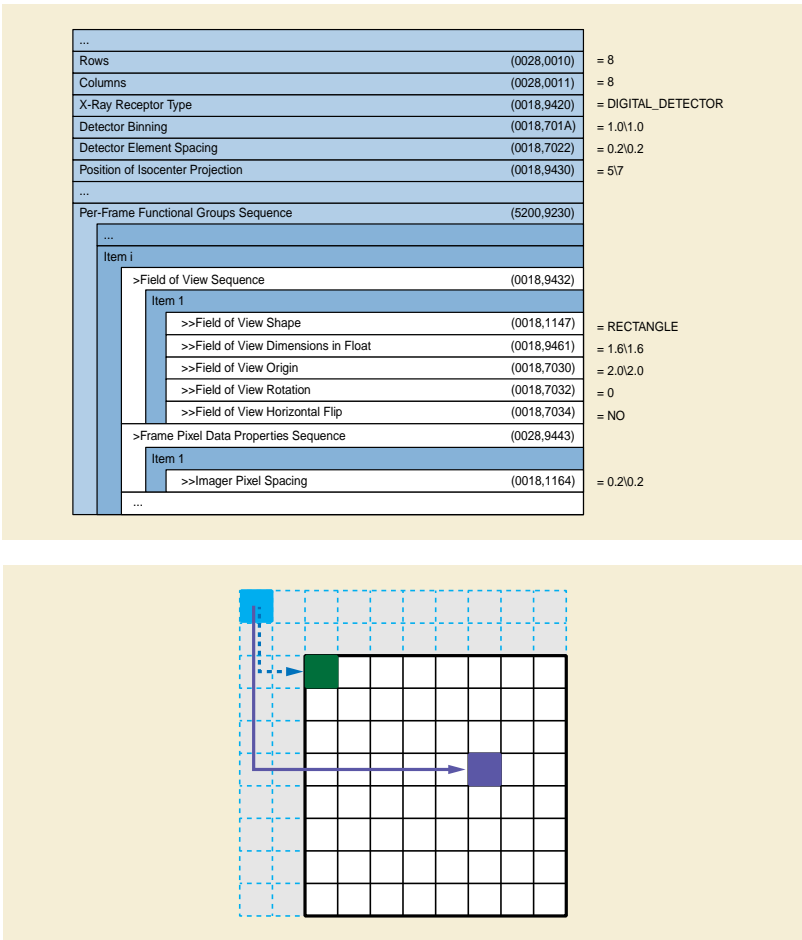 ...
Rows (0028,0010) = 8
Columns (0028,0011) = 8
X-Ray Receptor Type (0018,9420) = DIGITAL_DETECTOR
Detector Binning (0018,701A) = 1.0\1.0
Detector Element Spacing (0018,7022) = 0.2\0.2
Position of Isocenter Projection (0018,9430) = 5\7
...
Per-Frame Functional Groups Sequence (5200,9230)
...
Item i
>Field of View Sequence (0018,9432)
Item 1
>>Field of View Shape (0018,1147) = RECTANGLE
>>Field of View Dimensions in Float (0018,9461) = 1.6\1.6
>>Field of View Origin (0018,7030) = 2.0\2.0
>>Field of View Rotation (0018,7032) = 0
>>Field of View Horizontal Flip (0018,7034) = NO
>Frame Pixel Data Properties Sequence (0028,9443)
Item 1
>>Imager Pixel Spacing (0018,1164) = 0.2\0.2
...